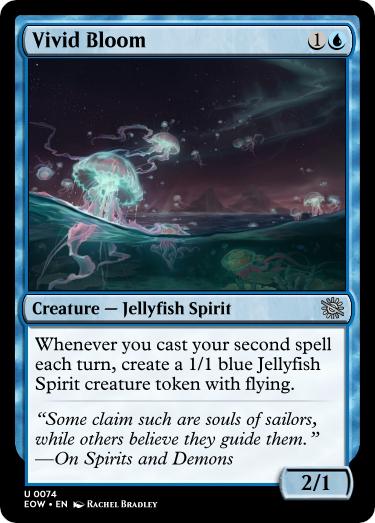 Vivid Bloom 1
Creature — Jellyfish Spirit
Whenever you cast your second spell
each turn, create a 1/1 blue Jellyfish
Spirit creature token with flying.
“Some claim such are souls of sailors,
while others believe they guide them.”
—On Spirits and Demons
2/1
U 0074
EOW • EN Rachel Bradley